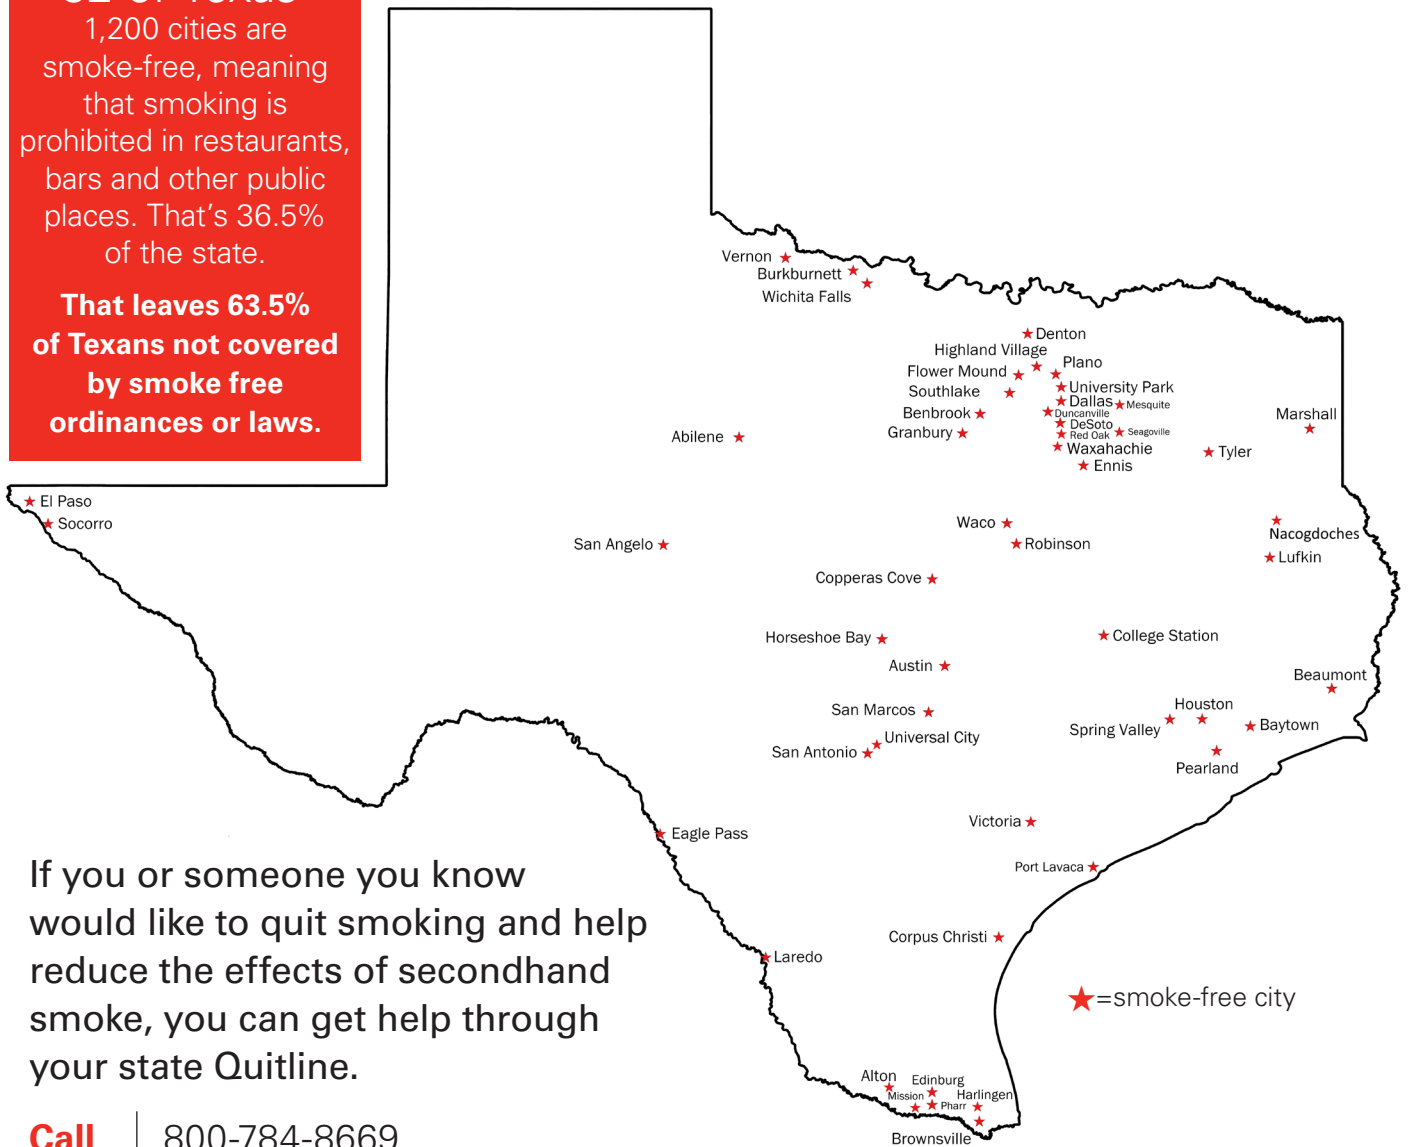 1,200 cities are
smoke-free, meaning
that smoking is
prohibited in restaurants,
bars and other public
places. That's 36.5%
of the state.
That leaves 63.5%
of Texans not covered
by smoke free
ordinances or laws.
Vernon
Burkburnett
Wichita Falls
Denton
Highland Village
Plano
Flower Mound
University Park
Southlake
Dallas
Mesquite
Benbrook
Duncanville
DeSoto
Granbury
Red Oak
Seagoville
Waxahachie
Ennis
Abilene
Marshall
Tyler
El Paso
Socorro
San Angelo
Waco
Robinson
Nacogdoches
Lufkin
Copperas Cove
Horseshoe Bay
College Station
Austin
Beaumont
San Marcos
Houston
Spring Valley
Baytown
Universal City
San Antonio
Pearland
Victoria
Eagle Pass
Port Lavaca
Corpus Christi
Laredo
=smoke-free city
Alton
Edinburg
Mission
Pharr
Harlingen
Brownsville
If you or someone you know
would like to quit smoking and help
reduce the effects of secondhand
smoke, you can get help through
your state Quitline.
Call 800-784-8669